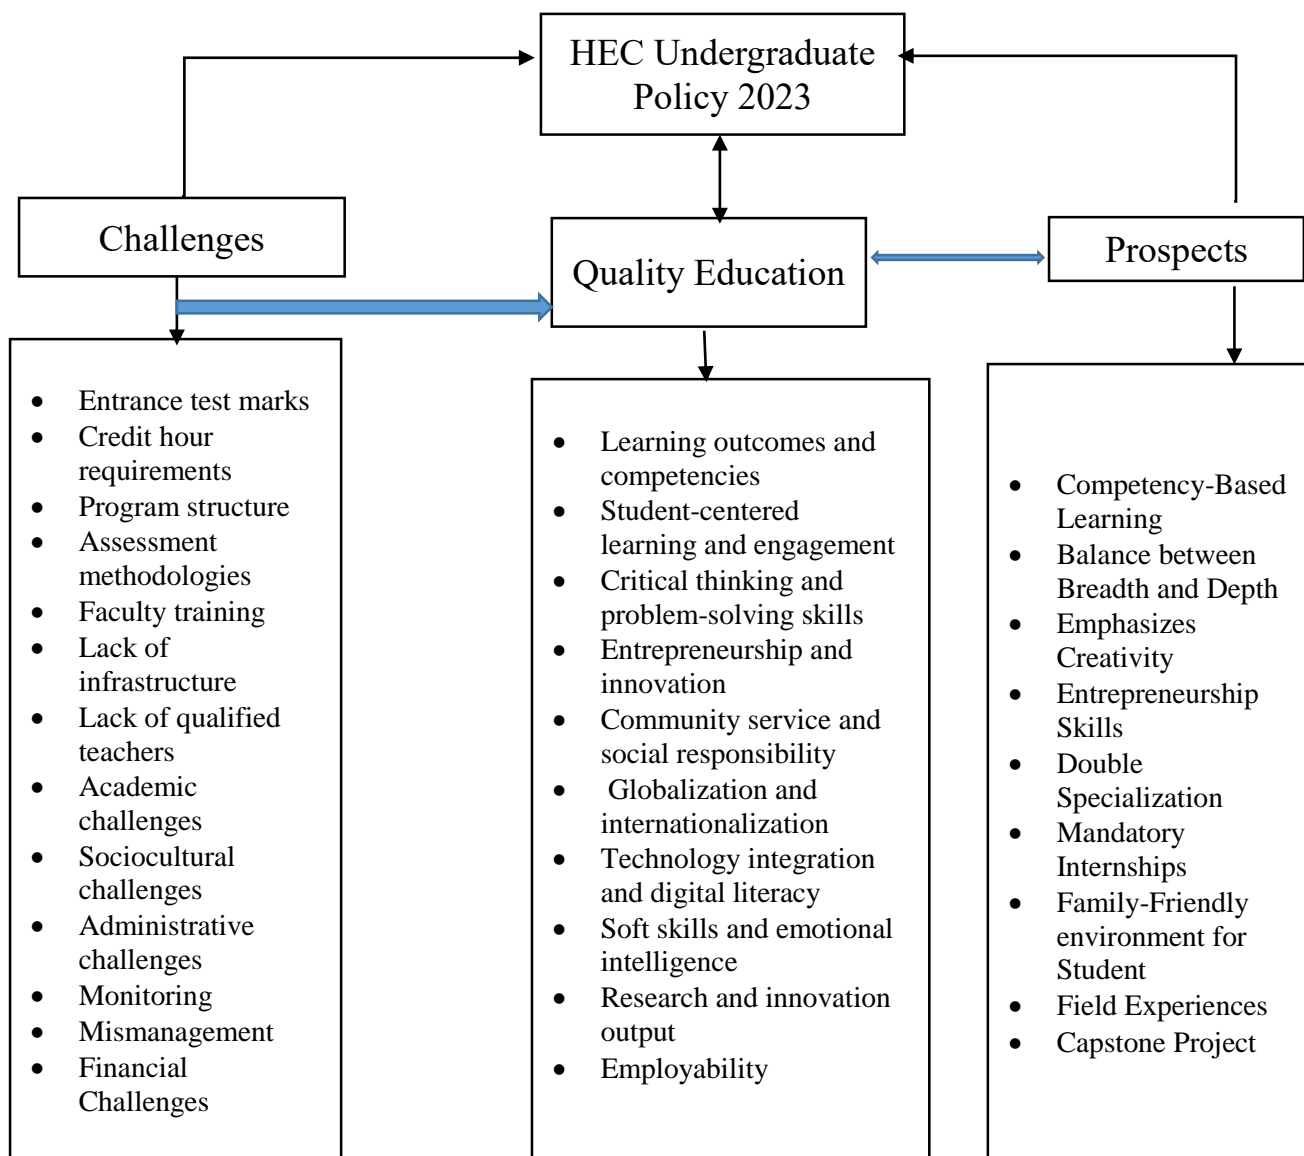 HEC Undergraduate
Policy 2023
Challenges
Quality Education
Prospects
• Entrance test marks
• Credit hour
requirements
• Program structure
• Assessment
methodologies
• Faculty training
• Lack of
infrastructure
• Lack of qualified
teachers
• Academic
challenges
• Sociocultural
challenges
• Administrative
challenges
• Monitoring
• Mismanagement
• Financial
Challenges
• Learning outcomes and
competencies
• Student-centered
learning and engagement
• Critical thinking and
problem-solving skills
• Entrepreneurship and
innovation
• Community service and
social responsibility
• Globalization and
internationalization
• Technology integration
and digital literacy
• Soft skills and emotional
intelligence
• Research and innovation
output
• Employability
• Competency-Based
Learning
• Balance between
Breadth and Depth
• Emphasizes
Creativity
• Entrepreneurship
Skills
• Double
Specialization
• Mandatory
Internships
• Family-Friendly
environment for
Student
• Field Experiences
• Capstone Project